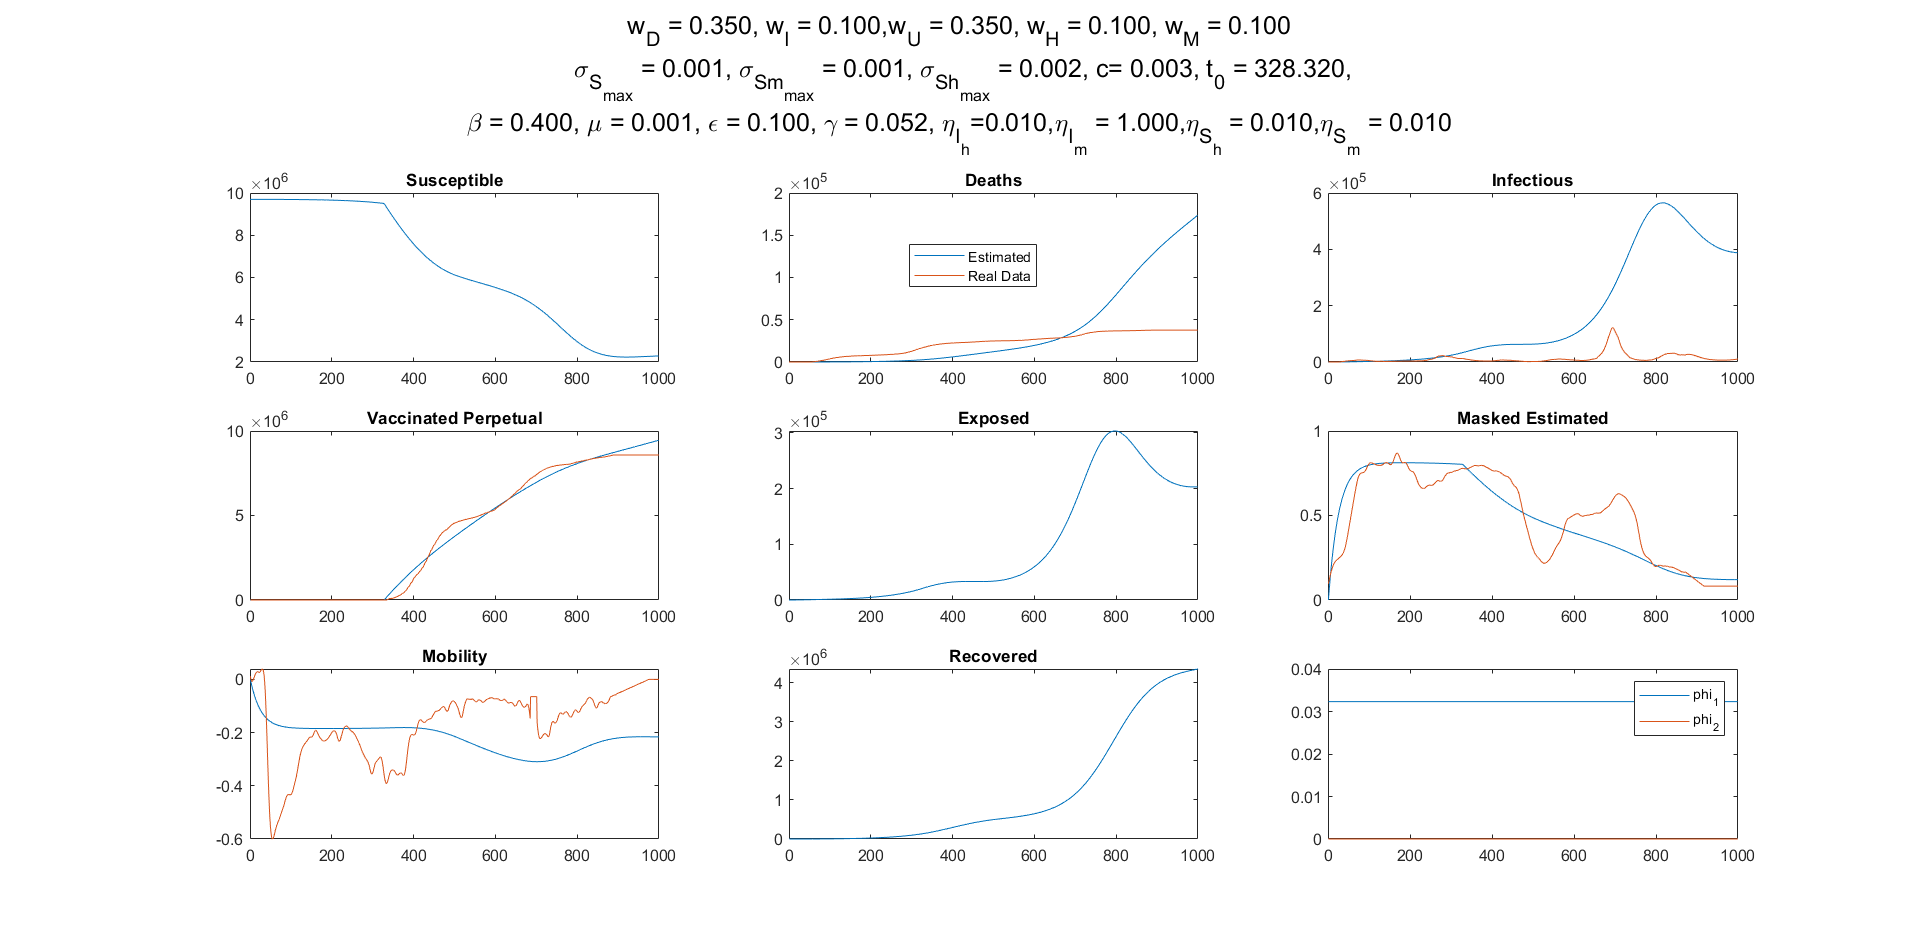 w_D = 0.350, w_I = 0.100,w_U = 0.350, w_H = 0.100, w_M = 0.100
σ_S_max = 0.001, σ_Sm_max = 0.001, σ_Sh_max = 0.002, c= 0.003, t_0 = 328.320,
β = 0.400, μ = 0.001, ϵ = 0.100, γ = 0.052, η_I_h =0.010,η_I_m = 1.000,η_S_h = 0.010,η_S_m = 0.010
Susceptible
×10^6
10
8
6
4
2
0 200 400 600 800 1000
Deaths
×10^5
2
1.5
1
0.5
0
Estimated
Real Data
0 200 400 600 800 1000
Infectious
×10^5
6
4
2
0
0 200 400 600 800 1000
Vaccinated Perpetual
×10^6
10
5
0
0 200 400 600 800 1000
Exposed
×10^5
3
2
1
0
0 200 400 600 800 1000
Masked Estimated
1
0.5
0
0 200 400 600 800 1000
Mobility
0
-0.2
-0.4
-0.6
0 200 400 600 800 1000
Recovered
×10^6
4
3
2
1
0
0 200 400 600 800 1000
0.04
0.03
0.02
0.01
0
phi_1
phi_2
0 200 400 600 800 1000